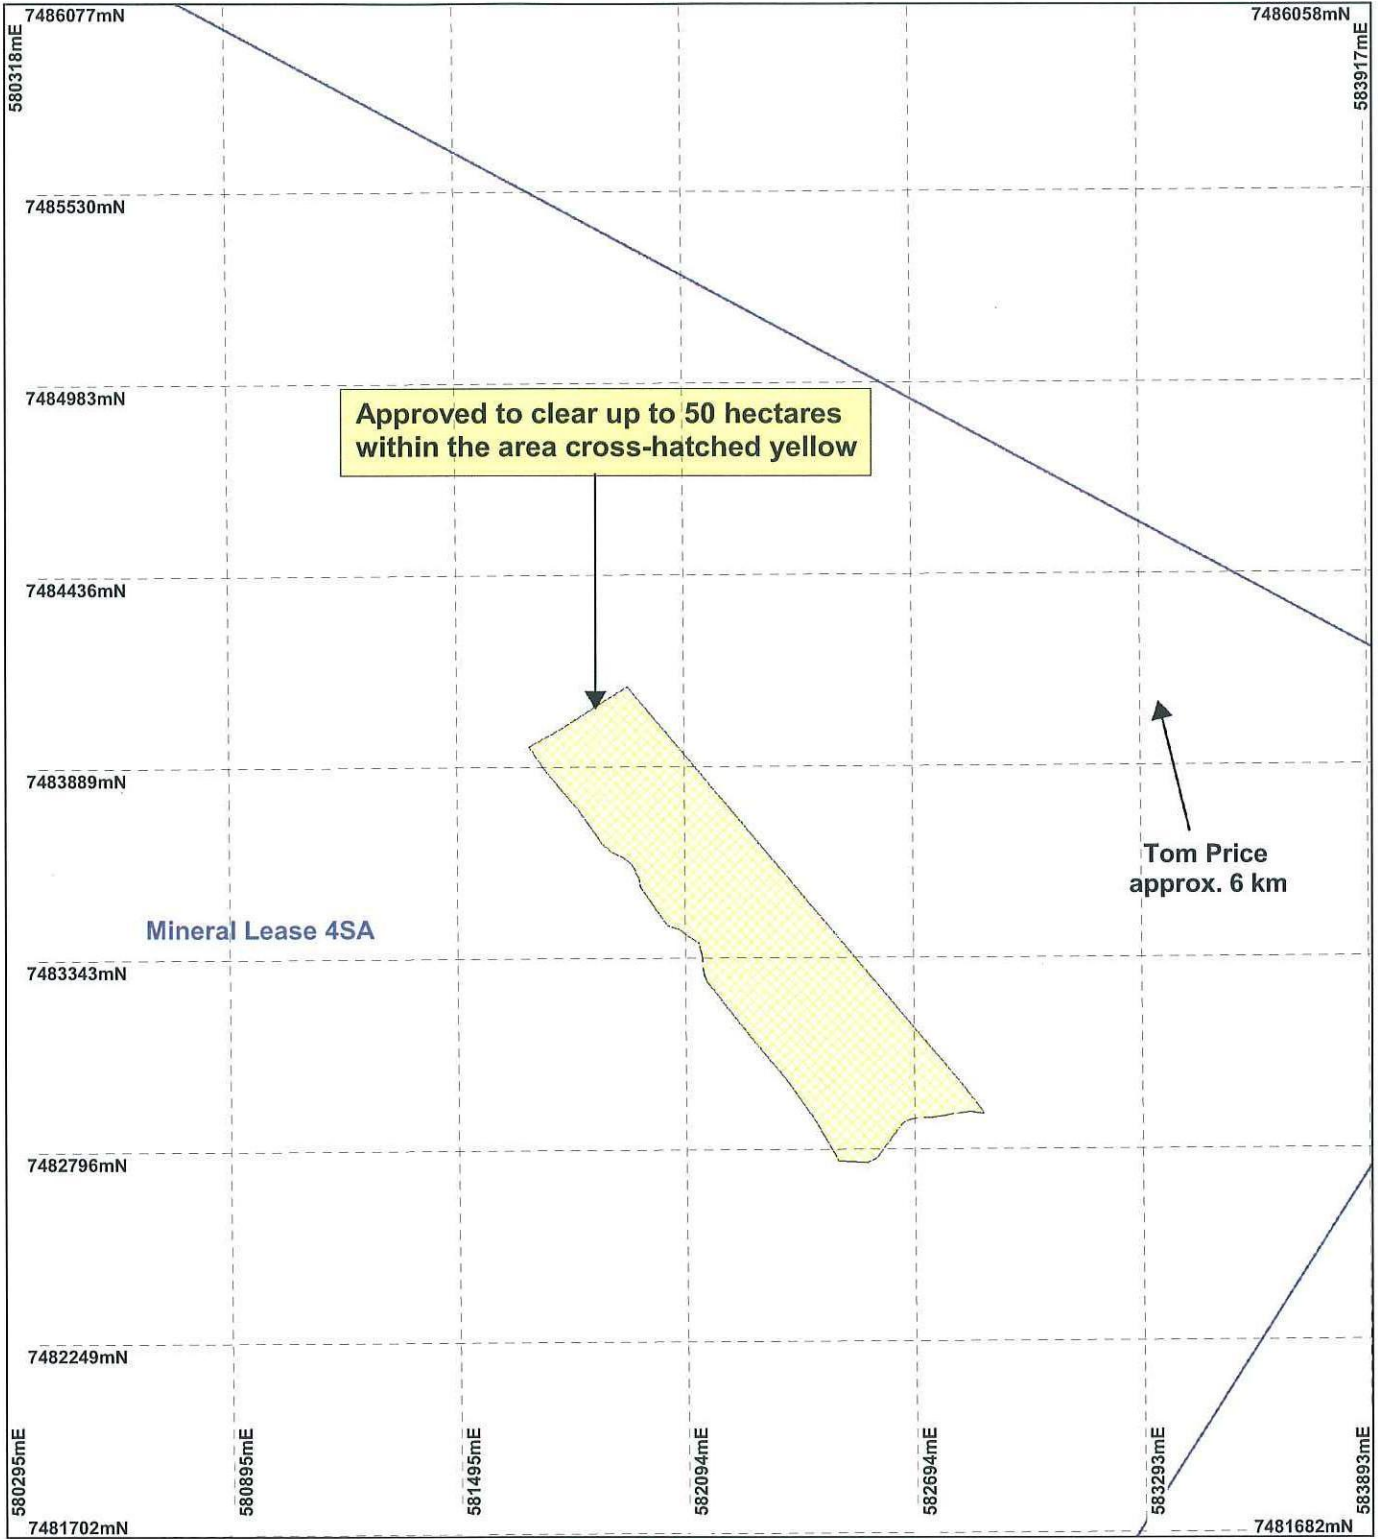 7486077mN
7486058mN
580318mE
583917mE
7485530mN
7484983mN
Approved to clear up to 50 hectares
within the area cross-hatched yellow
7484436mN
7483889mN
Tom Price
approx. 6 km
Mineral Lease 4SA
7483343mN
7482796mN
7482249mN
580295mE
580895mE
581495mE
582094mE
582694mE
583293mE
583893mE
7481702mN
7481682mN